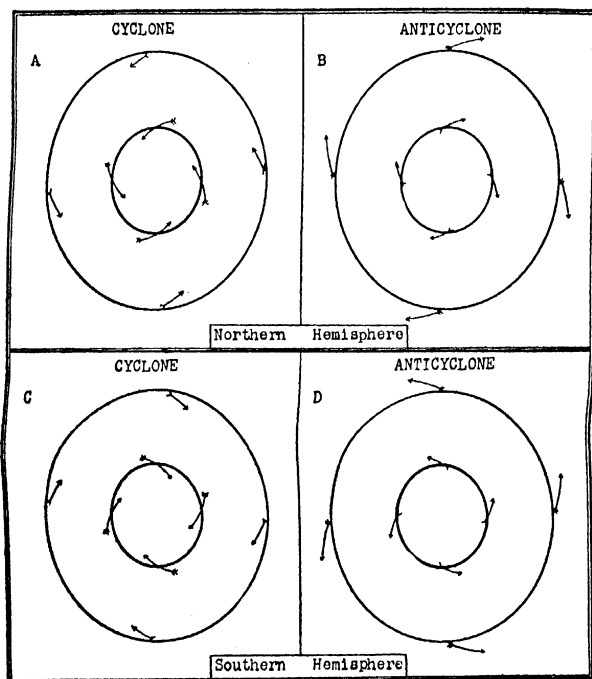 CYCLONE
ANTICYCLONE
A
B
Northern Hemisphere
CYCLONE
ANTICYCLONE
C
D
Southern Hemisphere